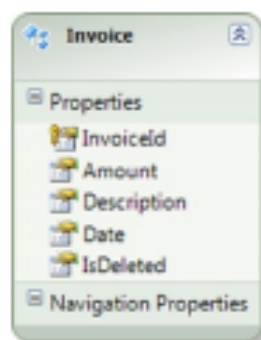 Invoice
Properties
InvoiceId
Amount
Description
Date
IsDeleted
Navigation Properties